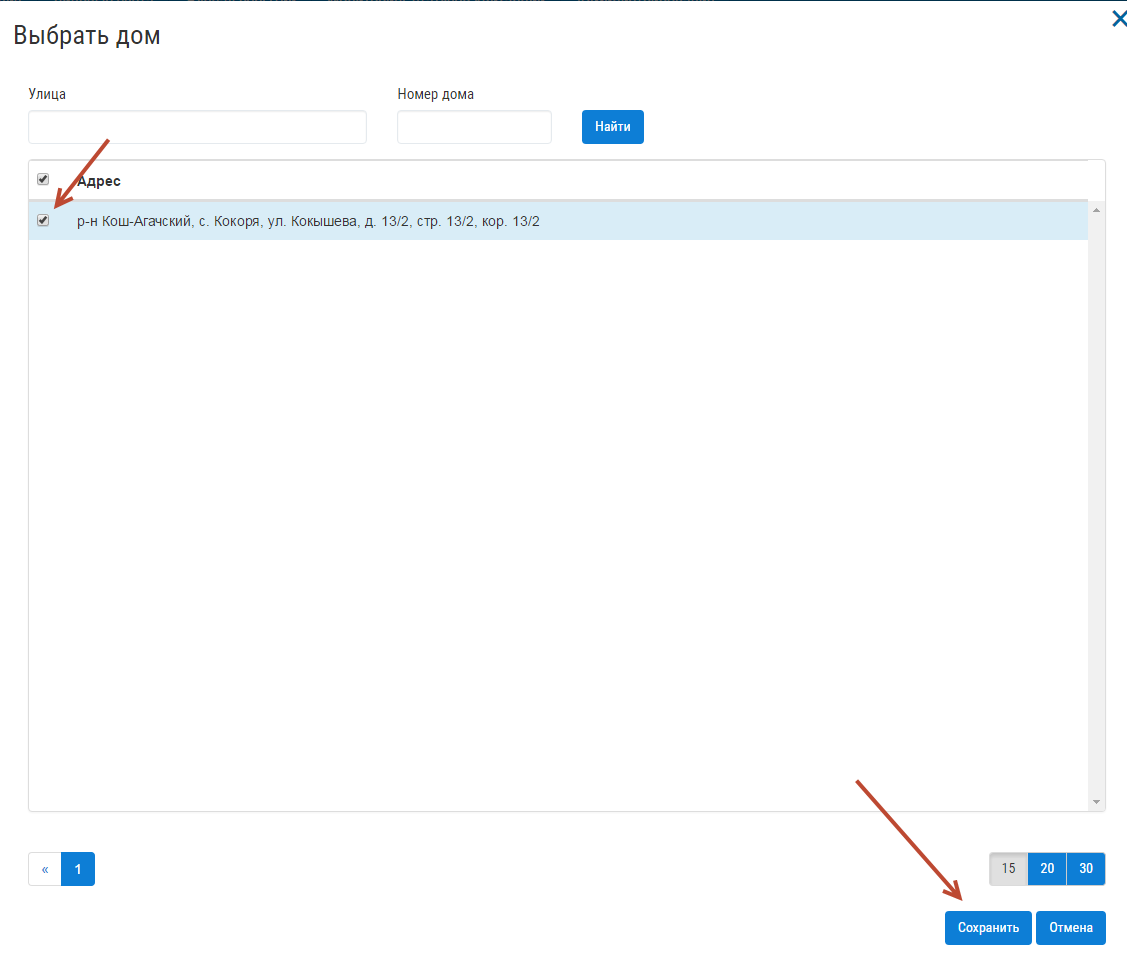 Выбрать дом
Улица
Номер дома
Найти
Адрес
р-н Кош-Агачский, с. Кокоря, ул. Кокышева, д. 13/2, стр. 13/2, кор. 13/2
« 1
15 20 30
Сохранить Отмена